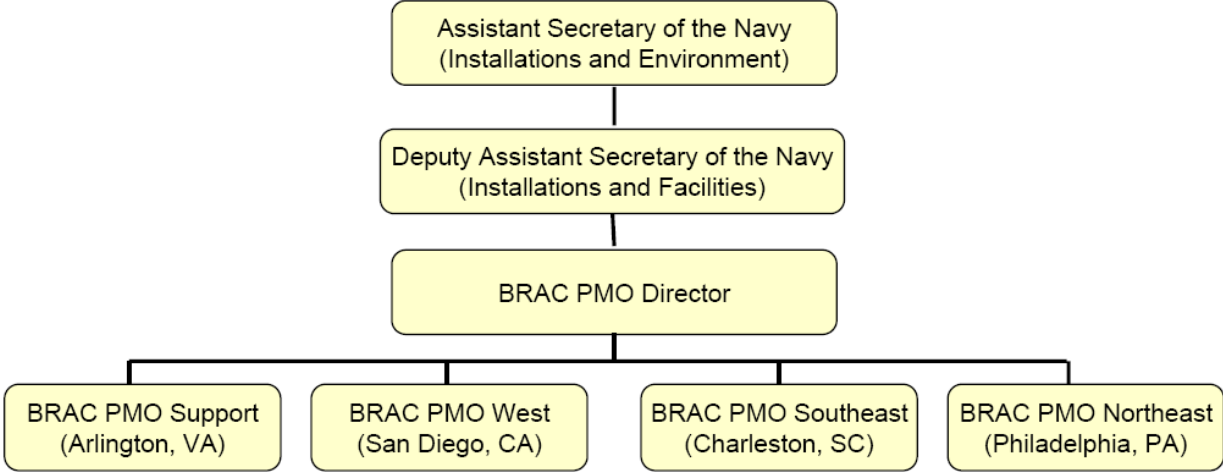 Assistant Secretary of the Navy
(Installations and Environment)
Deputy Assistant Secretary of the Navy
(Installations and Facilities)
BRAC PMO Director
BRAC PMO Support
(Arlington, VA)
BRAC PMO West
(San Diego, CA)
BRAC PMO Southeast
(Charleston, SC)
BRAC PMO Northeast
(Philadelphia, PA)